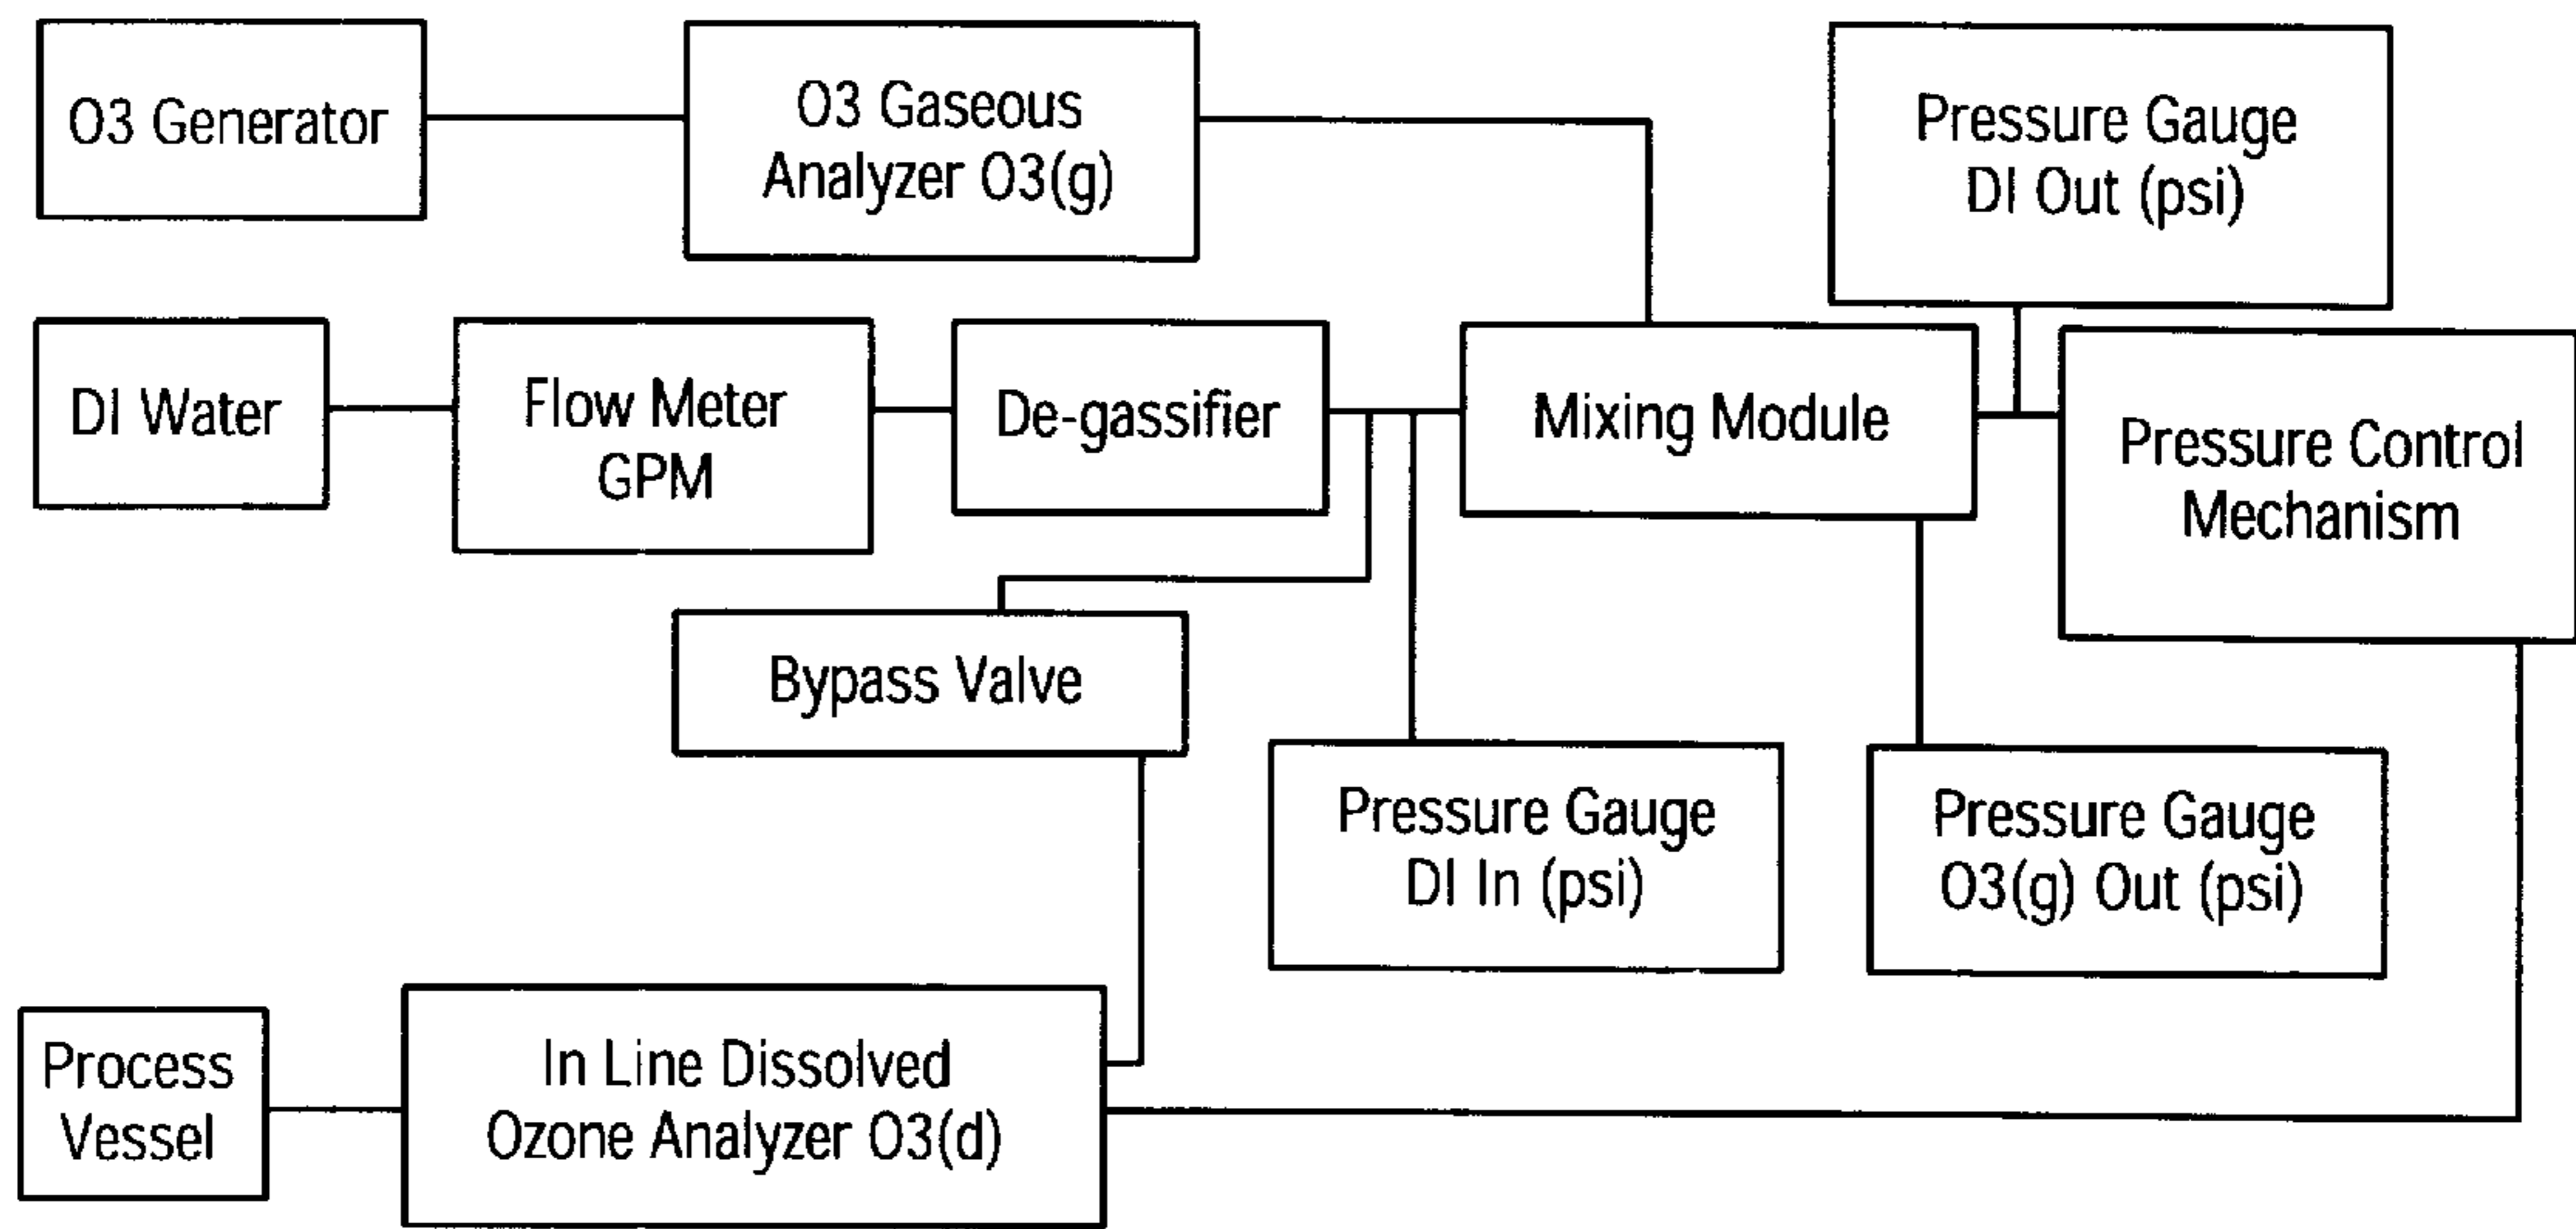 O3 Generator
O3 Gaseous
Analyzer O3(g)
Pressure Gauge
DI Out (psi)
DI Water
Flow Meter
GPM
De-gassifier
Mixing Module
Pressure Control
Mechanism
Bypass Valve
Pressure Gauge
DI In (psi)
Pressure Gauge
O3(g) Out (psi)
Process
Vessel
In Line Dissolved
Ozone Analyzer O3(d)